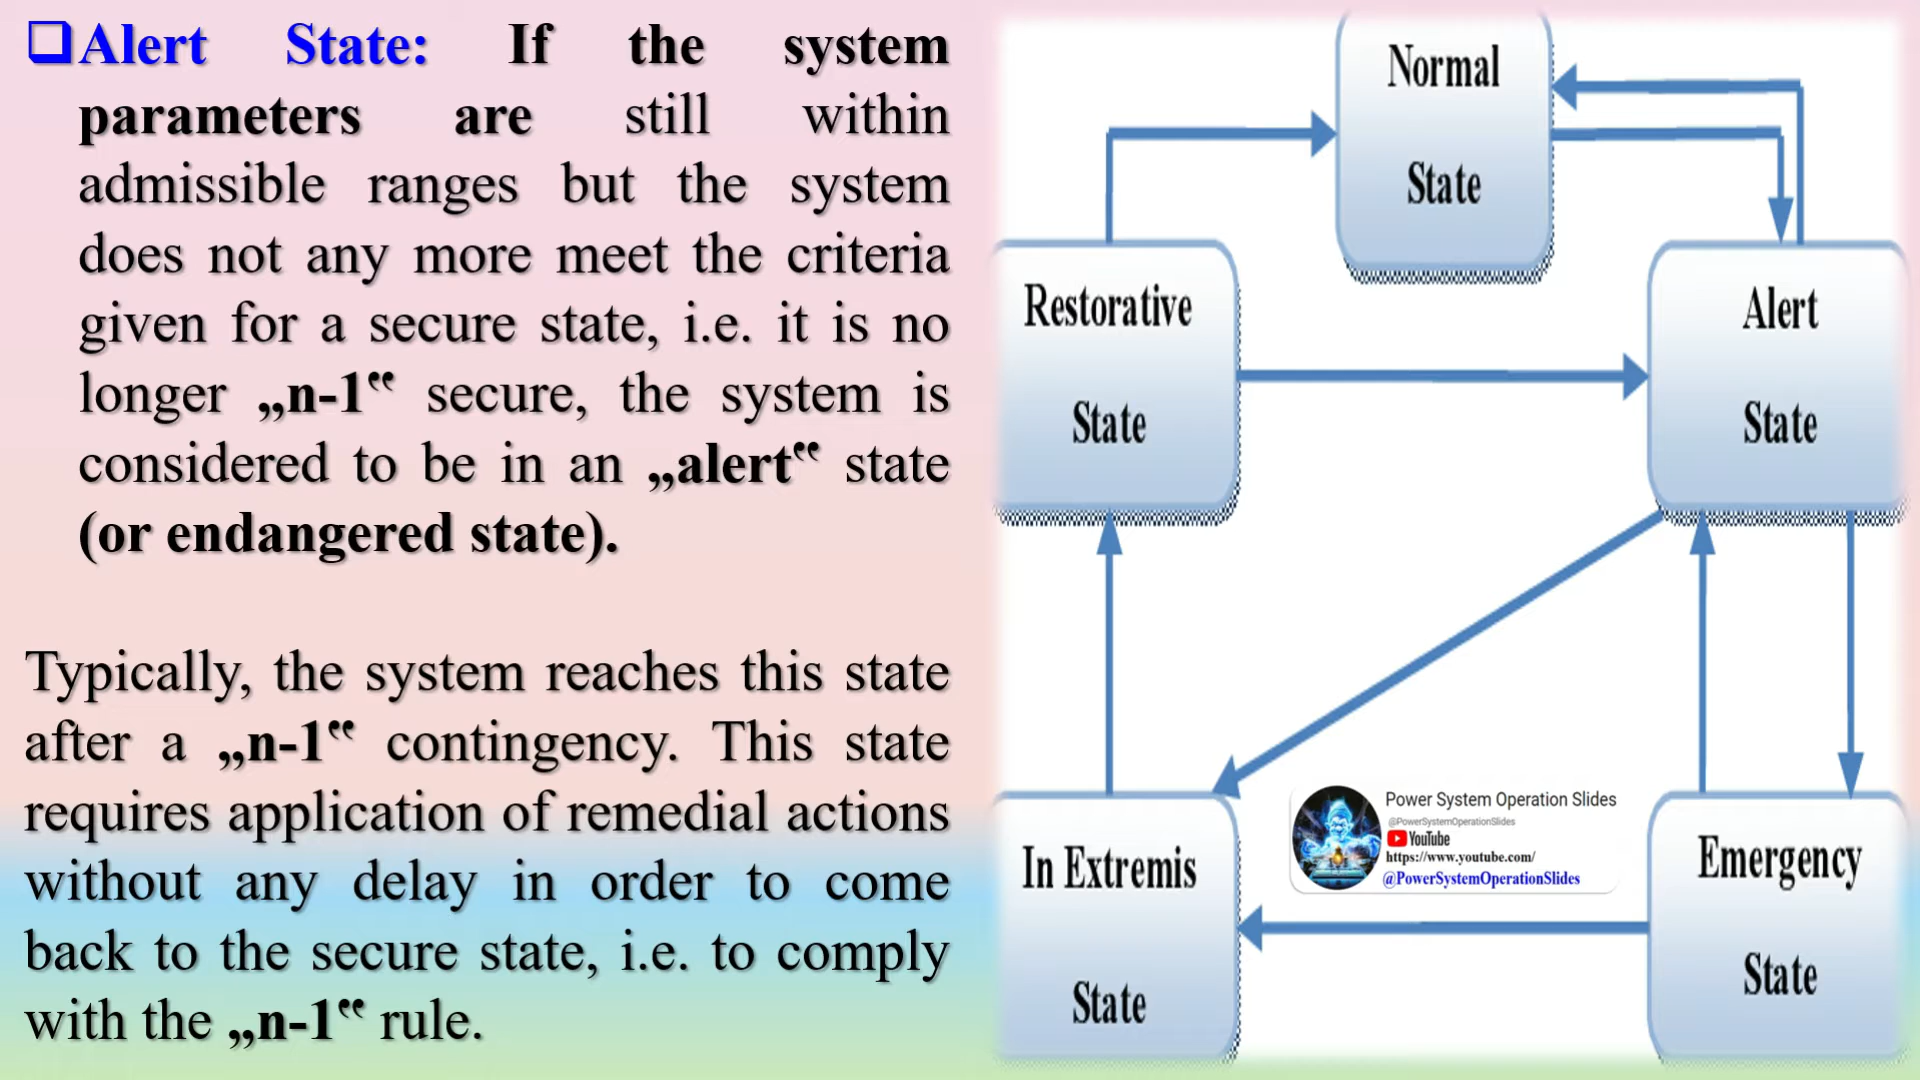 ❑Alert State: If the system
parameters are still within
admissible ranges but the system
does not any more meet the criteria
given for a secure state, i.e. it is no
longer „n-1‟ secure, the system is
considered to be in an „alert‟ state
(or endangered state).
Typically, the system reaches this state
after a „n-1‟ contingency. This state
requires application of remedial actions
without any delay in order to come
back to the secure state, i.e. to comply
with the „n-1‟ rule.
Normal
State
Restorative
State
Alert
State
In Extremis
State
Power System Operation Slides
@PowerSystemOperationSlides
YouTube
https://www.youtube.com/
@PowerSystemOperationSlides
Emergency
State